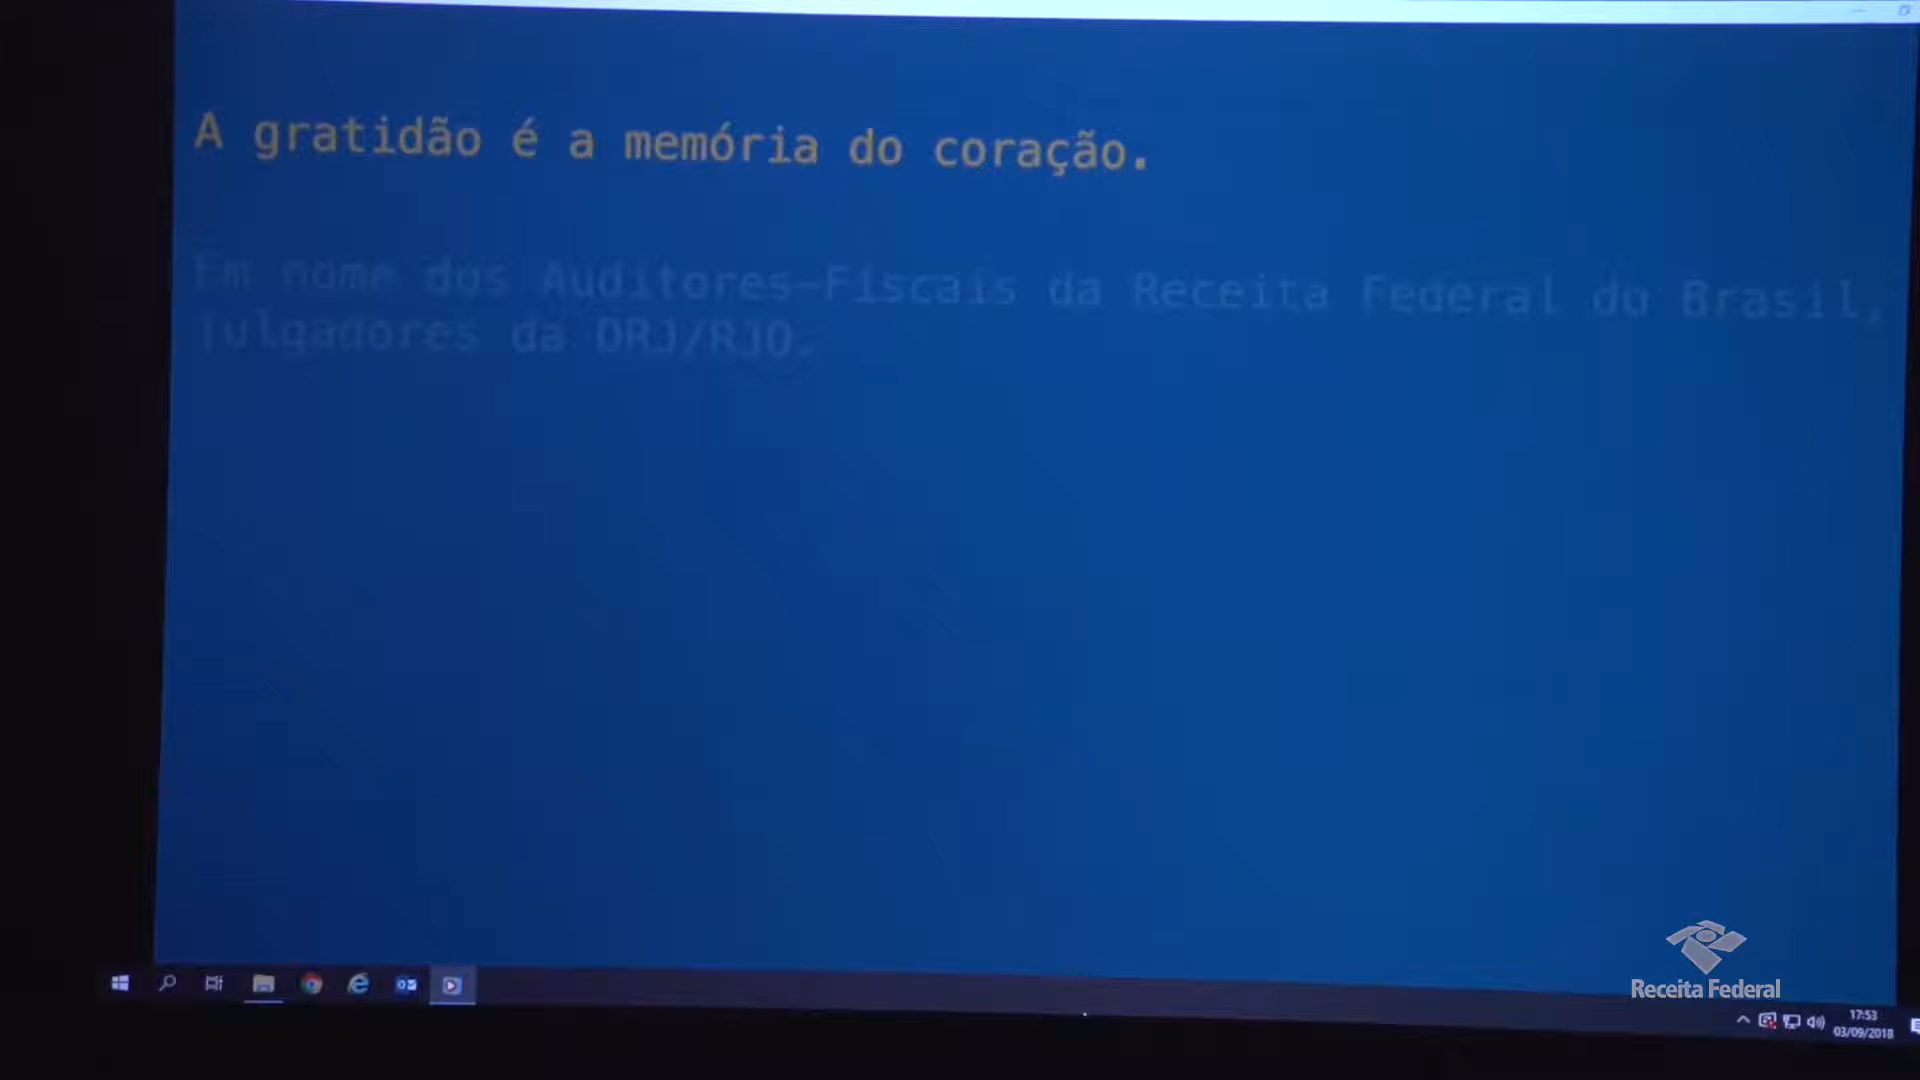 A gratidão é a memória do coração.
Em nome dos Auditores-Fiscais da Receita Federal do Brasil,
julgadores da DRJ/RJO.
Receita Federal
17:53
03/09/2018